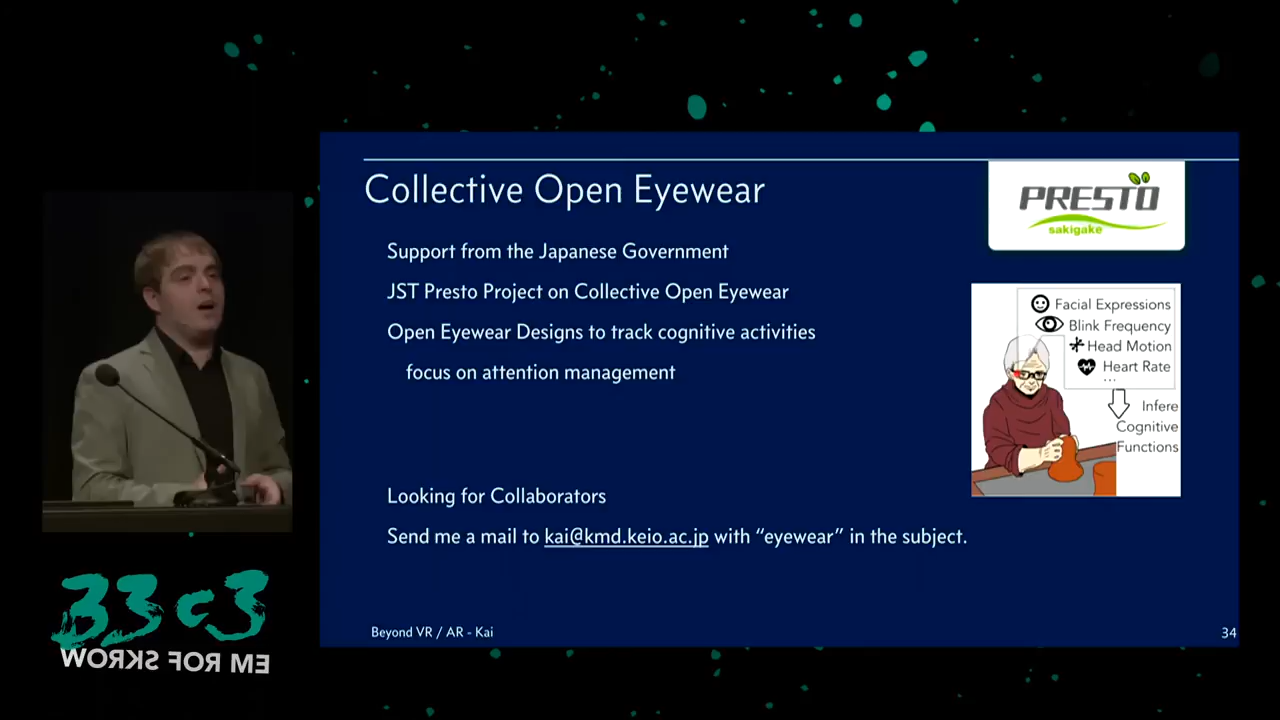 Collective Open Eyewear
PRESTO
sakigake
Support from the Japanese Government
JST Presto Project on Collective Open Eyewear
Open Eyewear Designs to track cognitive activities
focus on attention management
Facial Expressions
Blink Frequency
Head Motion
Heart Rate
...
Infere
Cognitive
Functions
Looking for Collaborators
Send me a mail to kai@kmd.keio.ac.jp with “eyewear” in the subject.
Beyond VR / AR - Kai
34
33c3
WORKS FOR ME